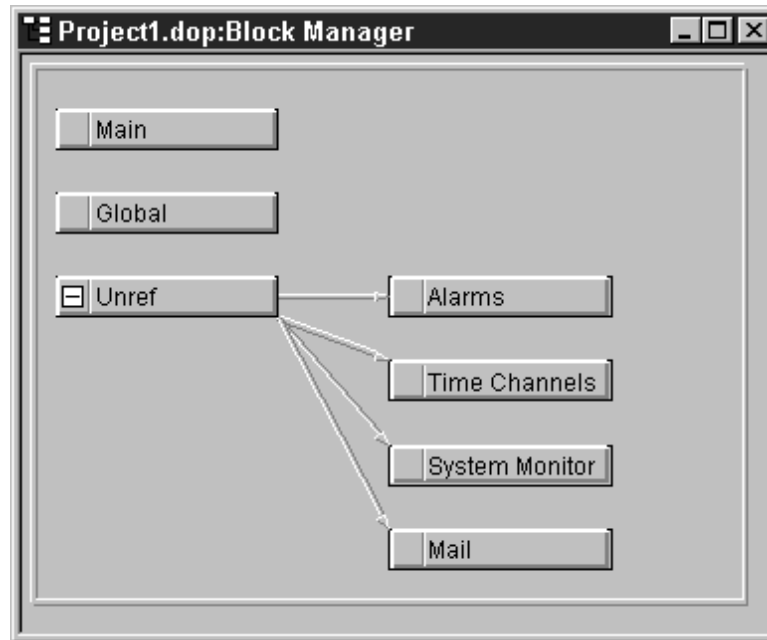 Project1.dop:Block Manager
Main
Global
Unref
Alarms
Time Channels
System Monitor
Mail